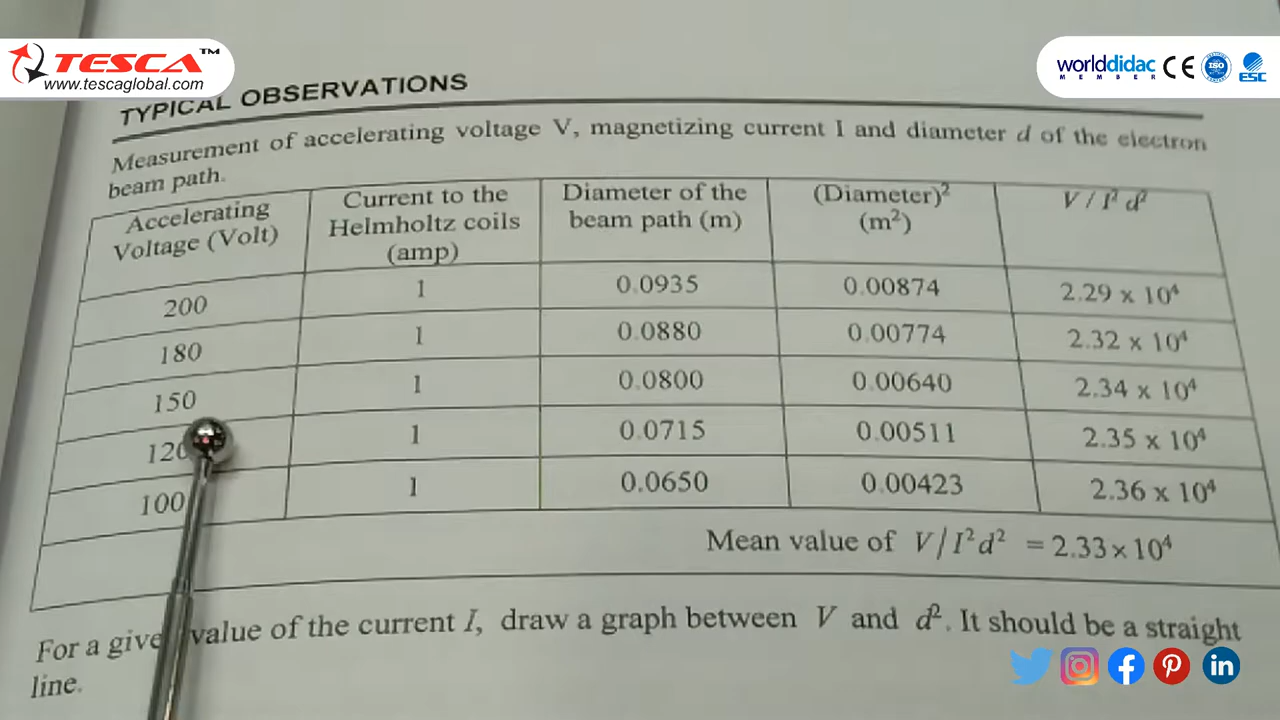 TESCA™
www.tescaglobal.com
worlddidac
MEMBER
CE
ISO
ESC
TYPICAL OBSERVATIONS
Measurement of accelerating voltage V, magnetizing current I and diameter d of the electron
beam path.
Accelerating
Voltage (Volt)
Current to the
Helmholtz coils
(amp)
Diameter of the
beam path (m)
(Diameter)²
(m²)
V / I² d²
200 1 0.0935 0.00874 2.29 x 10⁴
180 1 0.0880 0.00774 2.32 x 10⁴
150 1 0.0800 0.00640 2.34 x 10⁴
120 1 0.0715 0.00511 2.35 x 10⁴
100 1 0.0650 0.00423 2.36 x 10⁴
Mean value of V/I²d² = 2.33×10⁴
For a given value of the current I, draw a graph between V and d². It should be a straight
line.
in